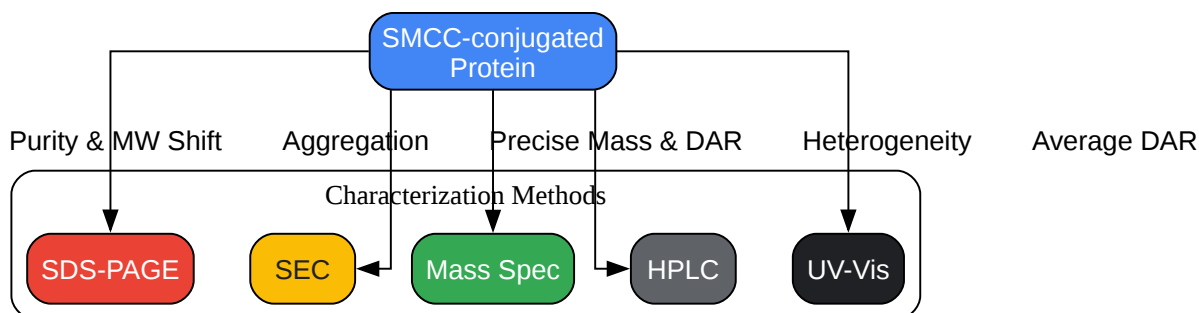 SMCC-conjugated
Protein
Purity & MW Shift
Aggregation
Precise Mass & DAR
Heterogeneity
Average DAR
Characterization Methods
SDS-PAGE
SEC
Mass Spec
HPLC
UV-Vis